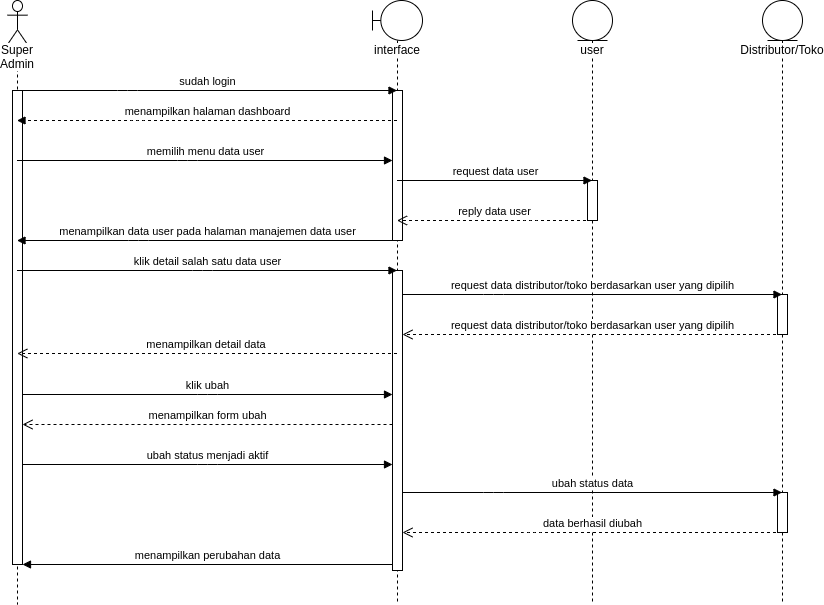 Super
Admin
interface
user
Distributor/Toko
sudah login
menampilkan halaman dashboard
memilih menu data user
request data user
reply data user
menampilkan data user pada halaman manajemen data user
klik detail salah satu data user
request data distributor/toko berdasarkan user yang dipilih
request data distributor/toko berdasarkan user yang dipilih
menampilkan detail data
klik ubah
menampilkan form ubah
ubah status menjadi aktif
ubah status data
data berhasil diubah
menampilkan perubahan data